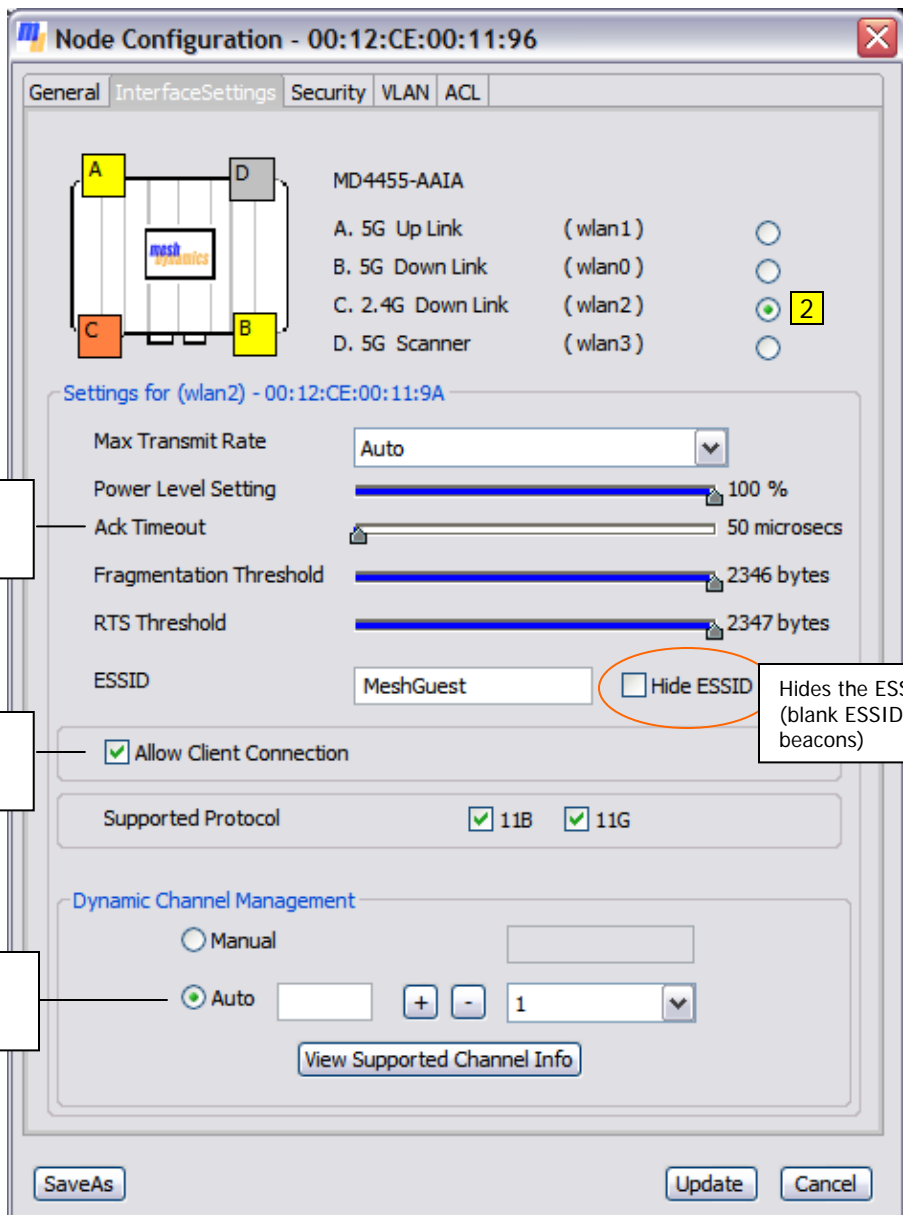 Node Configuration - 00:12:CE:00:11:96
General InterfaceSettings Security VLAN ACL
A
D
mesh
dynamics
C
B
MD4455-AAIA
A. 5G Up Link (wlan1)
B. 5G Down Link (wlan0)
C. 2.4G Down Link (wlan2) 2
D. 5G Scanner (wlan3)
Settings for (wlan2) - 00:12:CE:00:11:9A
Max Transmit Rate Auto
Power Level Setting 100 %
Ack Timeout 50 microsecs
Fragmentation Threshold 2346 bytes
RTS Threshold 2347 bytes
ESSID MeshGuest Hide ESSID
Hides the ESS
(blank ESSID
beacons)
Allow Client Connection
Supported Protocol 11B 11G
Dynamic Channel Management
Manual
Auto + - 1
View Supported Channel Info
SaveAs Update Cancel